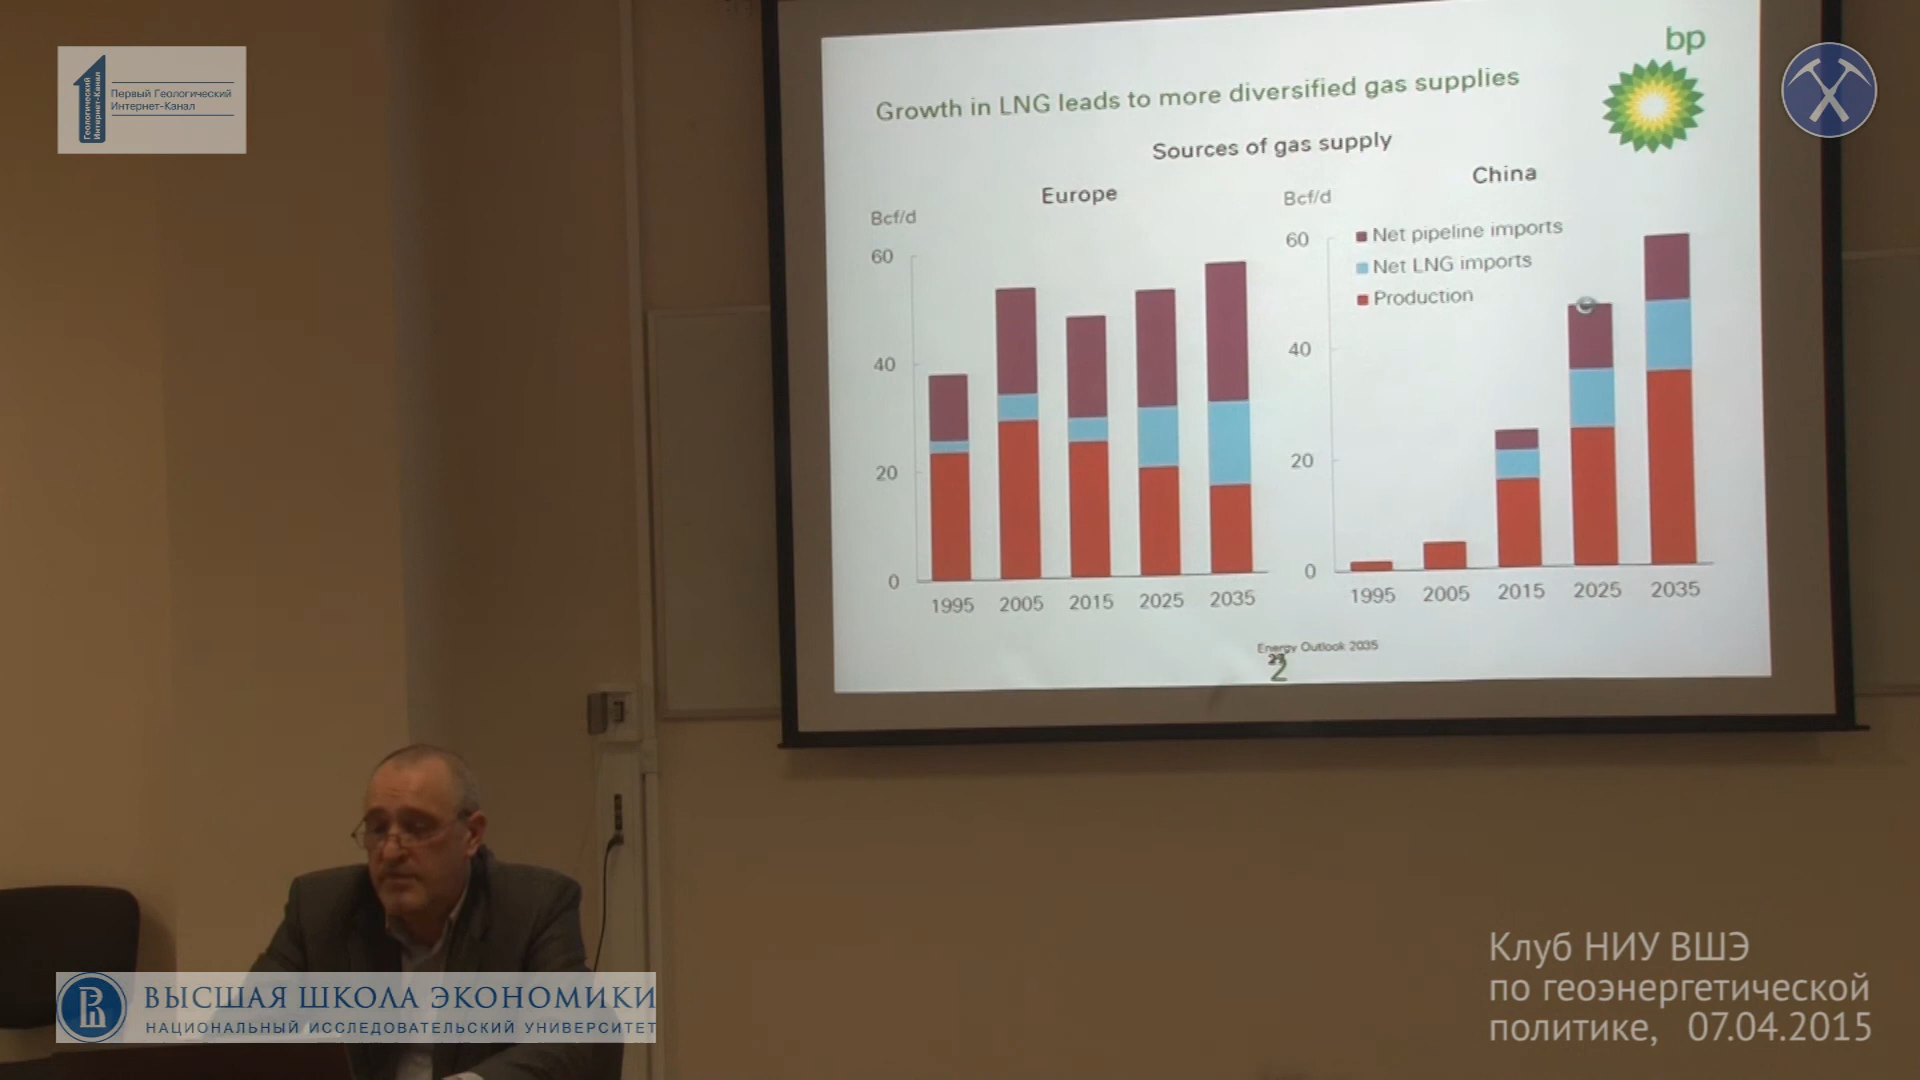 Геологический
Интернет-Канал
Первый Геологический
Интернет-Канал
bp
Growth in LNG leads to more diversified gas supplies
Sources of gas supply
Europe
China
Bcf/d
Bcf/d
60
40
20
0
1995 2005 2015 2025 2035
60
40
20
0
Net pipeline imports
Net LNG imports
Production
1995 2005 2015 2025 2035
Energy Outlook 2035
2
ВЫСШАЯ ШКОЛА ЭКОНОМИКИ
НАЦИОНАЛЬНЫЙ ИССЛЕДОВАТЕЛЬСКИЙ УНИВЕРСИТЕТ
Клуб НИУ ВШЭ
по геоэнергетической
политике, 07.04.2015